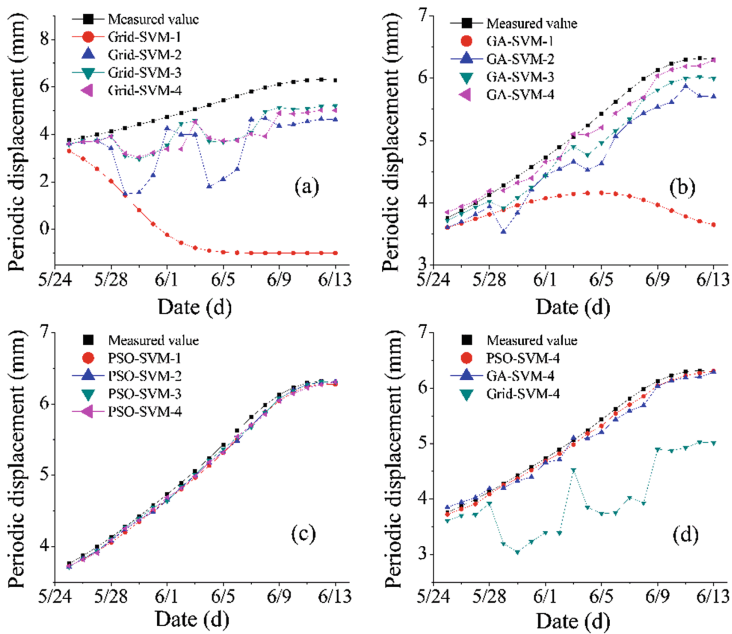 (a)
Measured value
Grid-SVM-1
Grid-SVM-2
Grid-SVM-3
Grid-SVM-4
Periodic displacement (mm)
8
6
4
2
0
5/24 5/28 6/1 6/5 6/9 6/13
Date (d)
(b)
Measured value
GA-SVM-1
GA-SVM-2
GA-SVM-3
GA-SVM-4
Periodic displacement (mm)
7
6
5
4
3
5/24 5/28 6/1 6/5 6/9 6/13
Date (d)
(c)
Measured value
PSO-SVM-1
PSO-SVM-2
PSO-SVM-3
PSO-SVM-4
Periodic displacement (mm)
7
6
5
4
5/24 5/28 6/1 6/5 6/9 6/13
Date (d)
(d)
Measured value
PSO-SVM-4
GA-SVM-4
Grid-SVM-4
Periodic displacement (mm)
7
6
5
4
3
5/24 5/28 6/1 6/5 6/9 6/13
Date (d)